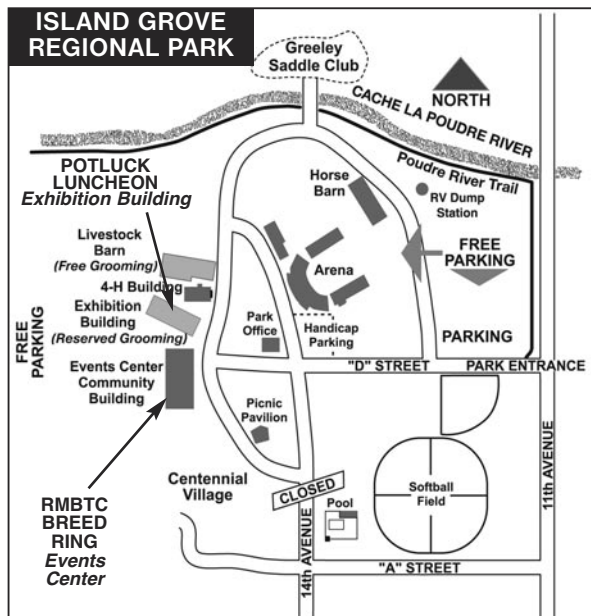 ISLAND GROVE
REGIONAL PARK
Greeley
Saddle Club
NORTH
CACHE LA POUDRE RIVER
POTLUCK
LUNCHEON
Exhibition Building
Horse
Barn
Poudre River Trail
RV Dump
Station
Livestock
Barn
(Free Grooming)
FREE
PARKING
4-H Building
Arena
Exhibition
Building
(Reserved Grooming)
Park
Office
Handicap
Parking
PARKING
FREE
PARKING
"D" STREET
PARK ENTRANCE
Events Center
Community
Building
Picnic
Pavilion
11th AVENUE
Centennial
Village
CLOSED
Softball
Field
RMBTC
BREED
RING
Events
Center
Pool
14th AVENUE
"A" STREET